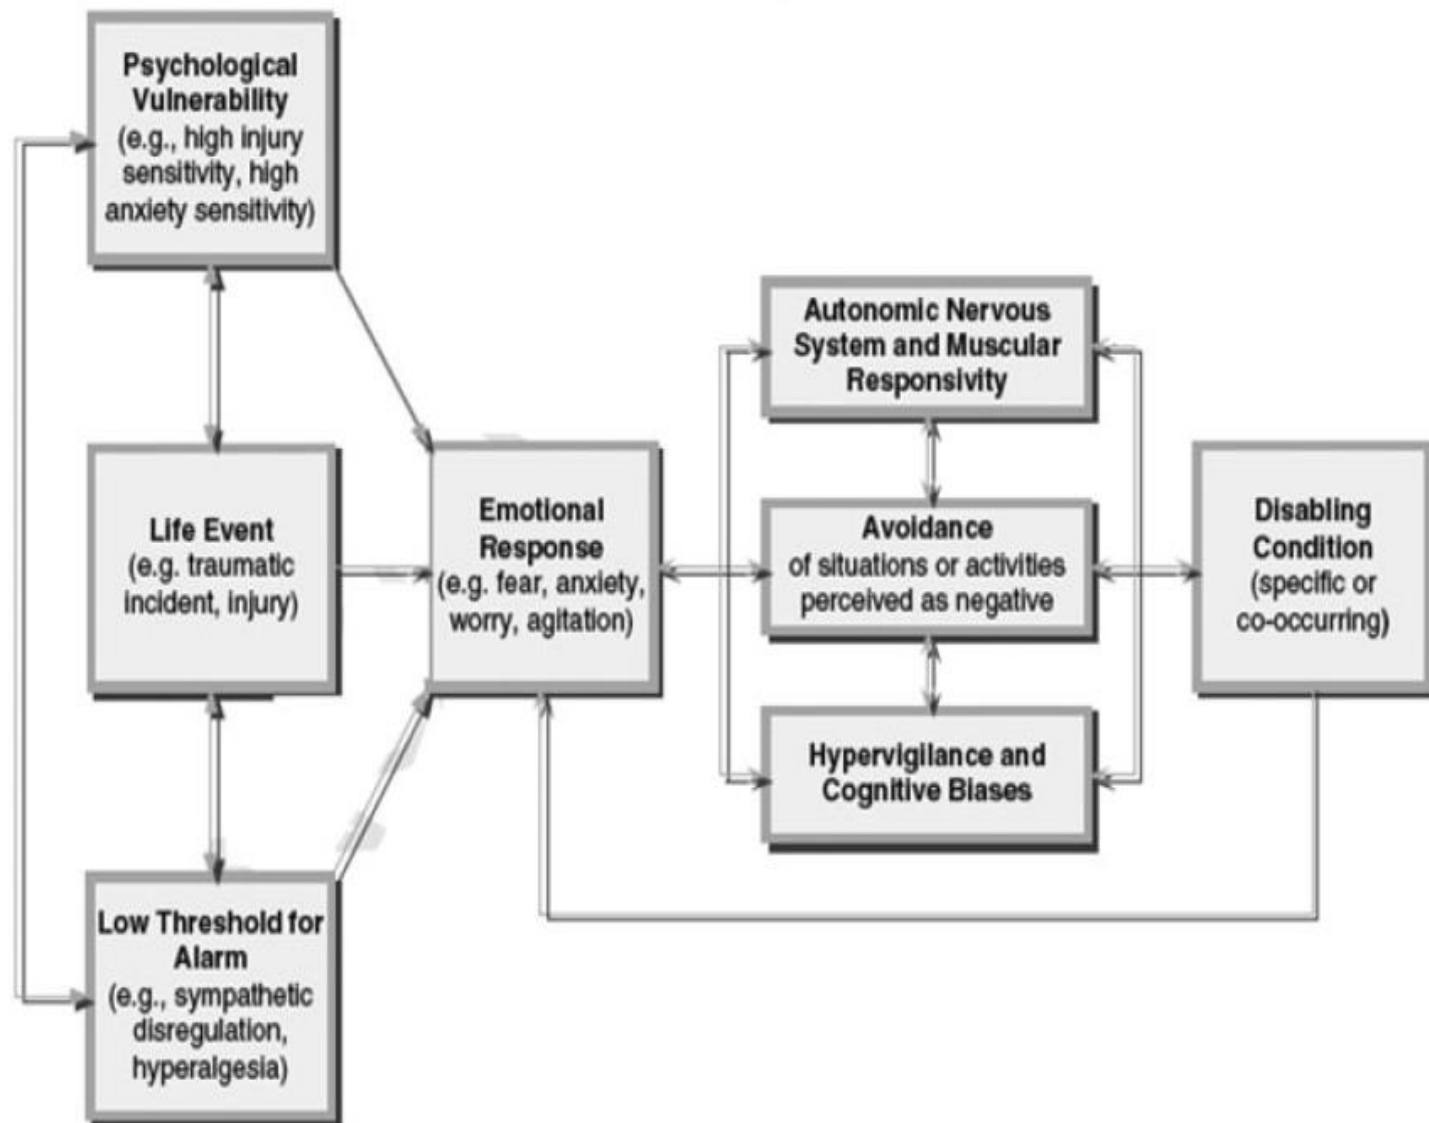 Psychological
Vulnerability
(e.g., high injury
sensitivity, high
anxiety sensitivity)
Life Event
(e.g. traumatic
incident, injury)
Low Threshold for
Alarm
(e.g., sympathetic
disregulation,
hyperalgesia)
Emotional
Response
(e.g. fear, anxiety,
worry, agitation)
Autonomic Nervous
System and Muscular
Responsivity
Avoidance
of situations or activities
perceived as negative
Hypervigilance and
Cognitive Biases
Disabling
Condition
(specific or
co-occurring)